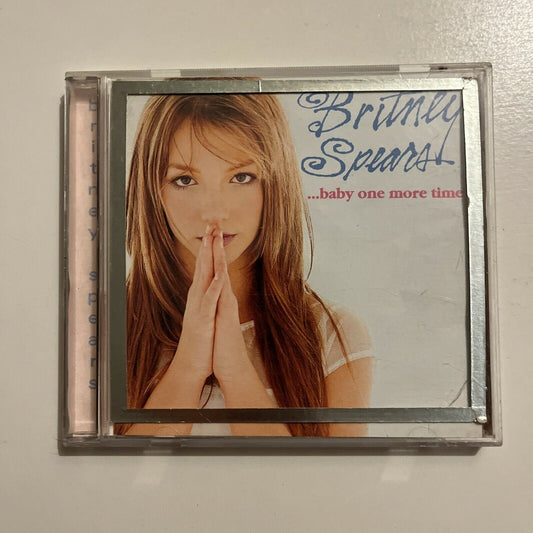 britney spears
Britney
Spears
...baby one more time